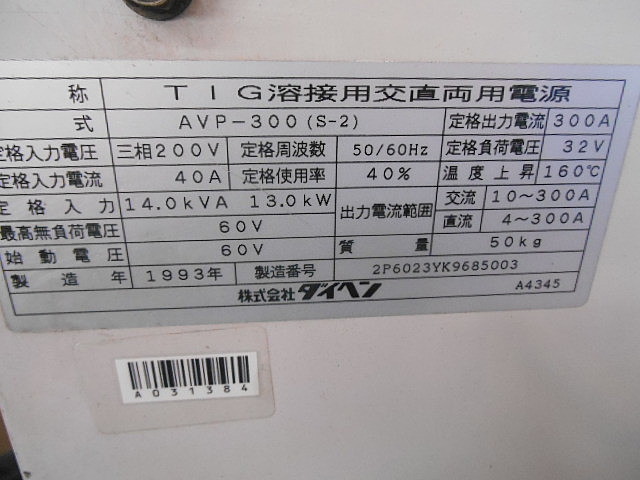 称 TIG溶接用交直両用電源
式 AVP-300(S-2) 定格出力電流 300A
定格入力電圧 三相200V 定格周波数 50/60Hz 定格負荷電圧 32V
定格入力電流 40A 定格使用率 40% 温度上昇 160℃
定格入力 14.0kVA 13.0kW 出力電流範囲 交流 10~300A
最高無負荷電圧 60V 直流 4~300A
始動電圧 60V 質量 50kg
製造年 1993年 製造番号 2P6023YK9685003
株式会社ダイヘン A4345
A031384